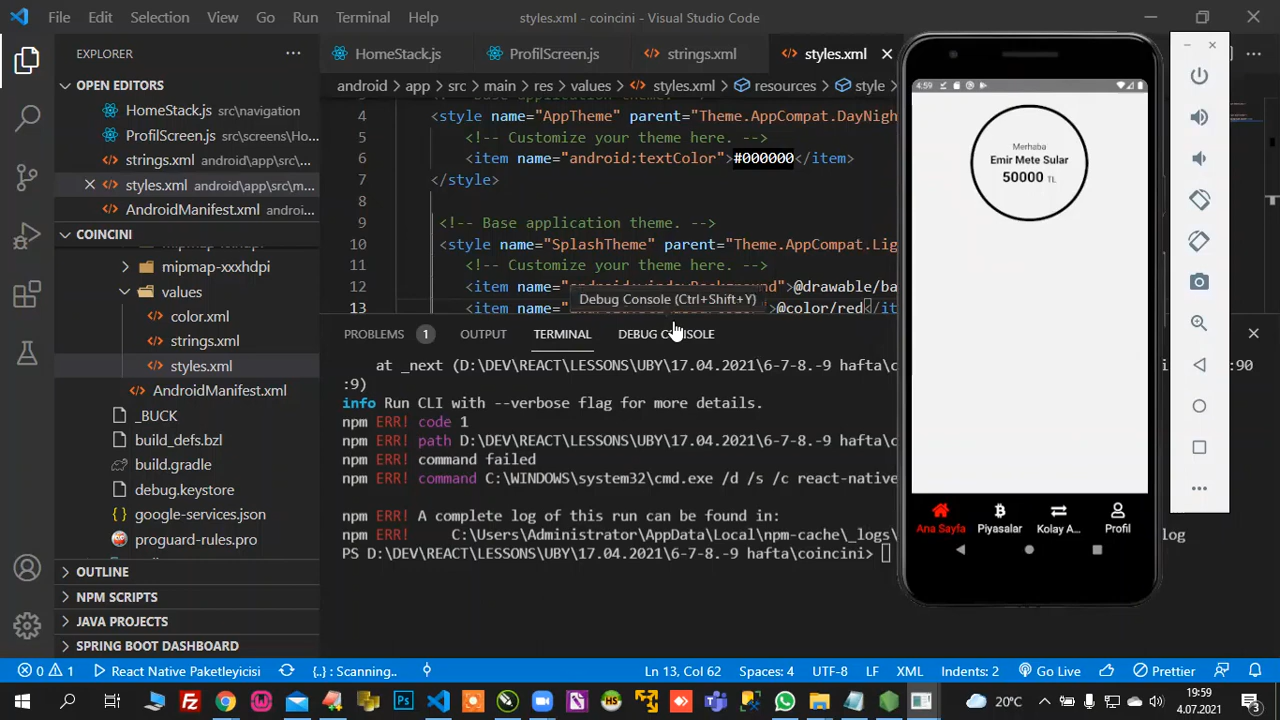 File Edit Selection View Go Run Terminal Help
styles.xml - coincini - Visual Studio Code
EXPLORER
OPEN EDITORS
HomeStack.js src\navigation
ProfilScreen.js src\screens\Ho...
strings.xml android\app\src\...
styles.xml android\app\src\m...
AndroidManifest.xml androi...
COINCINI
mipmap-xxxhdpi
values
color.xml
strings.xml
styles.xml
AndroidManifest.xml
_BUCK
build_defs.bzl
build.gradle
debug.keystore
google-services.json
proguard-rules.pro
OUTLINE
NPM SCRIPTS
JAVA PROJECTS
SPRING BOOT DASHBOARD
HomeStack.js
ProfilScreen.js
strings.xml
styles.xml
android > app > src > main > res > values > styles.xml > resources > style
4 <style name="AppTheme" parent="Theme.AppCompat.DayNigh
5 <!-- Customize your theme here. -->
6 <item name="android:textColor">#000000</item>
7 </style>
8
9 <!-- Base application theme. -->
10 <style name="SplashTheme" parent="Theme.AppCompat.Lig
11 <!-- Customize your theme here. -->
12 @drawable/ba
13 <item name= >@color/red</it
Debug Console (Ctrl+Shift+Y)
PROBLEMS 1 OUTPUT TERMINAL DEBUG CONSOLE
at _next (D:\DEV\REACT\LESSONS\UBY\17.04.2021\6-7-8.-9 hafta\c :90
:9)
info Run CLI with --verbose flag for more details.
npm ERR! code 1
npm ERR! path D:\DEV\REACT\LESSONS\UBY\17.04.2021\6-7-8.-9 hafta\c
npm ERR! command failed
npm ERR! command C:\WINDOWS\system32\cmd.exe /d /s /c react-native
npm ERR! A complete log of this run can be found in:
npm ERR! C:\Users\Administrator\AppData\Local\npm-cache\_logs\ log
PS D:\DEV\REACT\LESSONS\UBY\17.04.2021\6-7-8.-9 hafta\coincini>
4:59
Merhaba
Emir Mete Sular
50000 TL
Ana Sayfa Piyasalar Kolay A... Profil
0 1 React Native Paketleyicisi {..} : Scanning... Ln 13, Col 62 Spaces: 4 UTF-8 LF XML Indents: 2 Go Live Prettier
20°C
19:59
4.07.2021
3